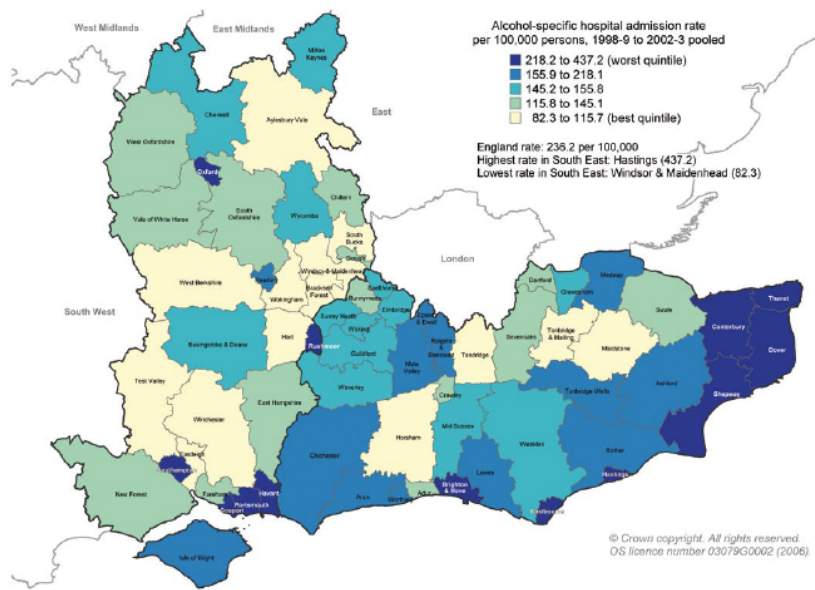 Alcohol-specific hospital admission rate
per 100,000 persons, 1998-9 to 2002-3 pooled
218.2 to 437.2 (worst quintile)
155.9 to 218.1
145.2 to 155.8
115.8 to 145.1
82.3 to 115.7 (best quintile)
England rate: 236.2 per 100,000
Highest rate in South East: Hastings (437.2)
Lowest rate in South East: Windsor & Maidenhead (82.3)
West Midlands
East Midlands
Milton
Keynes
Cherwell
Aylesbury Vale
East
West Oxfordshire
Oxford
Vale of White Horse
South
Oxfordshire
Wycombe
Chiltern
South
Bucks
Slough
London
South West
West Berkshire
Reading
Wokingham
Windsor & Maidenhead
Bracknell
Forest
Runnymede
Spelthorne
Elmbridge
Epsom
& Ewell
Surrey Heath
Woking
Rushmoor
Guildford
Mole
Valley
Reigate &
Banstead
Tandridge
Waverley
Basingstoke & Deane
Hart
Test Valley
Winchester
East Hampshire
Eastleigh
Southampton
New Forest
Fareham
Gosport
Portsmouth
Havant
Isle of Wight
Chichester
Arun
Worthing
Adur
Horsham
Crawley
Mid Sussex
Brighton
& Hove
Lewes
Wealden
Eastbourne
Hastings
Rother
Dartford
Gravesham
Medway
Sevenoaks
Tonbridge
& Malling
Maidstone
Swale
Tunbridge Wells
Ashford
Canterbury
Thanet
Dover
Shepway
© Crown copyright. All rights reserved.
OS licence number 03079G0002 (2006).